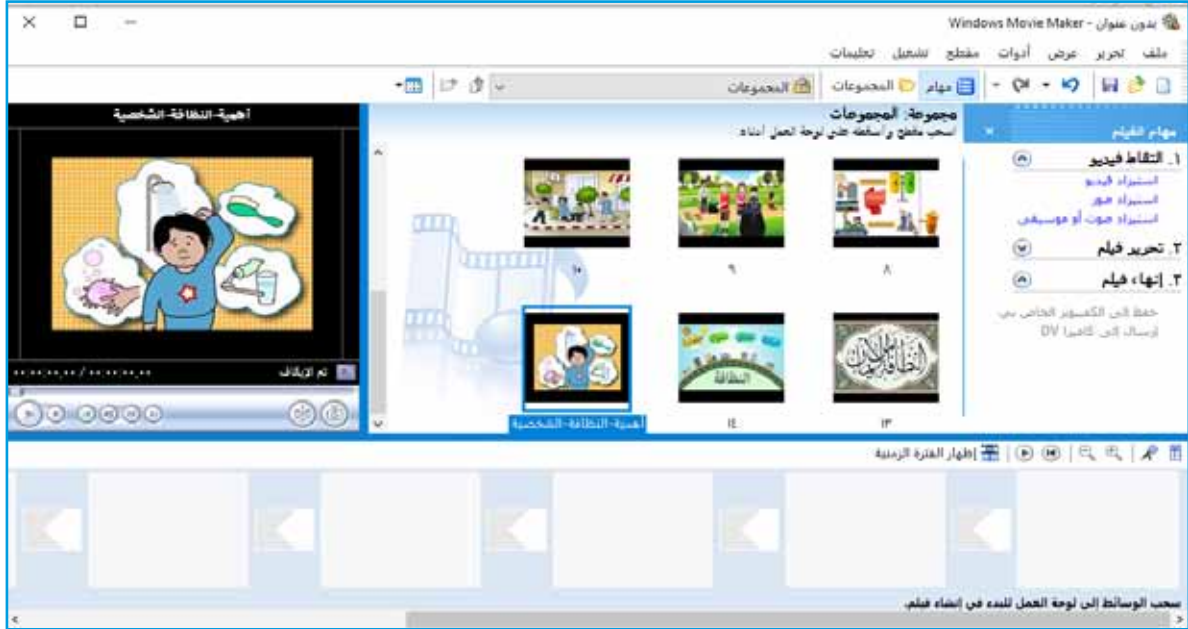 بدون عنوان - Windows Movie Maker
ملف تحرير عرض أدوات مقطع تشغيل تعليمات
مهام المجموعات المجموعات
مهام الفيلم
١. التقاط فيديو
استيراد فيديو
استيراد صور
استيراد صوت أو موسيقى
٢. تحرير فيلم
٣. إنهاء فيلم
حفظ إلى الكمبيوتر الخاص بي
إرسال إلى كاميرا DV
مجموعة: المجموعات
اسحب مقطع وأسقطه على لوحة العمل أدناه.
٨
٩
١٠
النظافة
١٣
١٤
أهمية-النظافة-الشخصية
أهمية-النظافة-الشخصية
تم الإيقاف
إظهار الفترة الزمنية
سحب الوسائط إلى لوحة العمل للبدء في إنشاء فيلم.